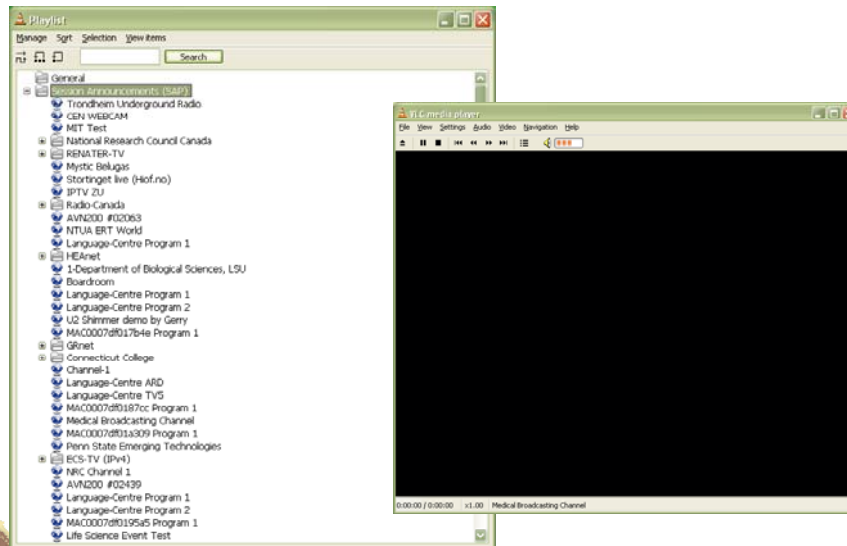 Playlist
Manage Sort Selection View items
Search
General
Session Announcements (SAP)
Trondheim Underground Radio
CEN WEBCAM
MIT Test
National Research Council Canada
RENATER-TV
Mystic Belugas
Stortinget live (Hiof.no)
IPTV ZU
Radio-Canada
AVN200 #02063
NTUA ERT World
Language-Centre Program 1
HEAnet
1-Department of Biological Sciences, LSU
Boardroom
Language-Centre Program 1
Language-Centre Program 2
U2 Shimmer demo by Gerry
MAC0007df017b4e Program 1
GRnet
Connecticut College
Channel-1
Language-Centre ARD
Language-Centre TV5
MAC0007df0187cc Program 1
Medical Broadcasting Channel
MAC0007df01a309 Program 1
Penn State Emerging Technologies
ECS-TV (IPv4)
NRC Channel 1
AVN200 #02439
Language-Centre Program 1
Language-Centre Program 2
MAC0007df0195a5 Program 1
Life Science Event Test
VLC media player
File View Settings Audio Video Navigation Help
0:00:00 / 0:00:00 x1.00 Medical Broadcasting Channel